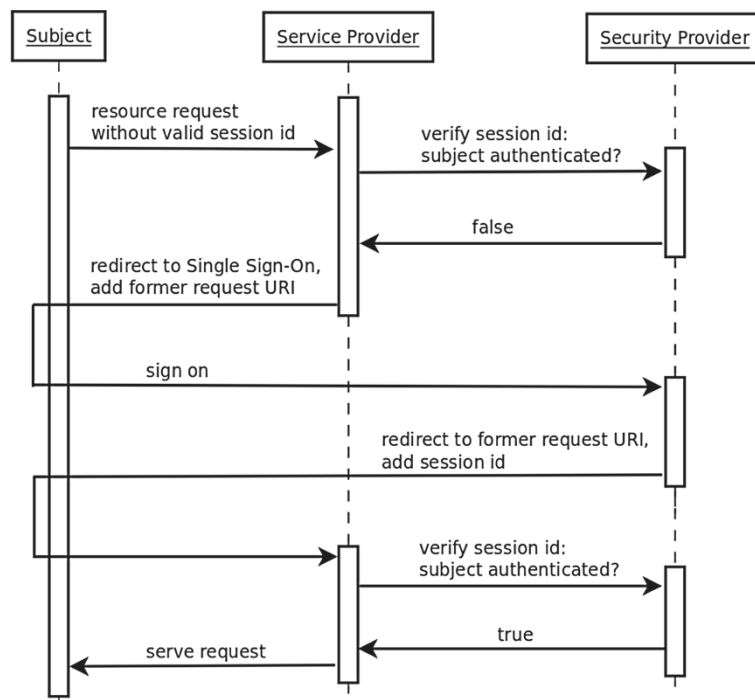 Subject
Service Provider
Security Provider
resource request
without valid session id
verify session id:
subject authenticated?
false
redirect to Single Sign-On,
add former request URI
sign on
redirect to former request URI,
add session id
verify session id:
subject authenticated?
true
serve request